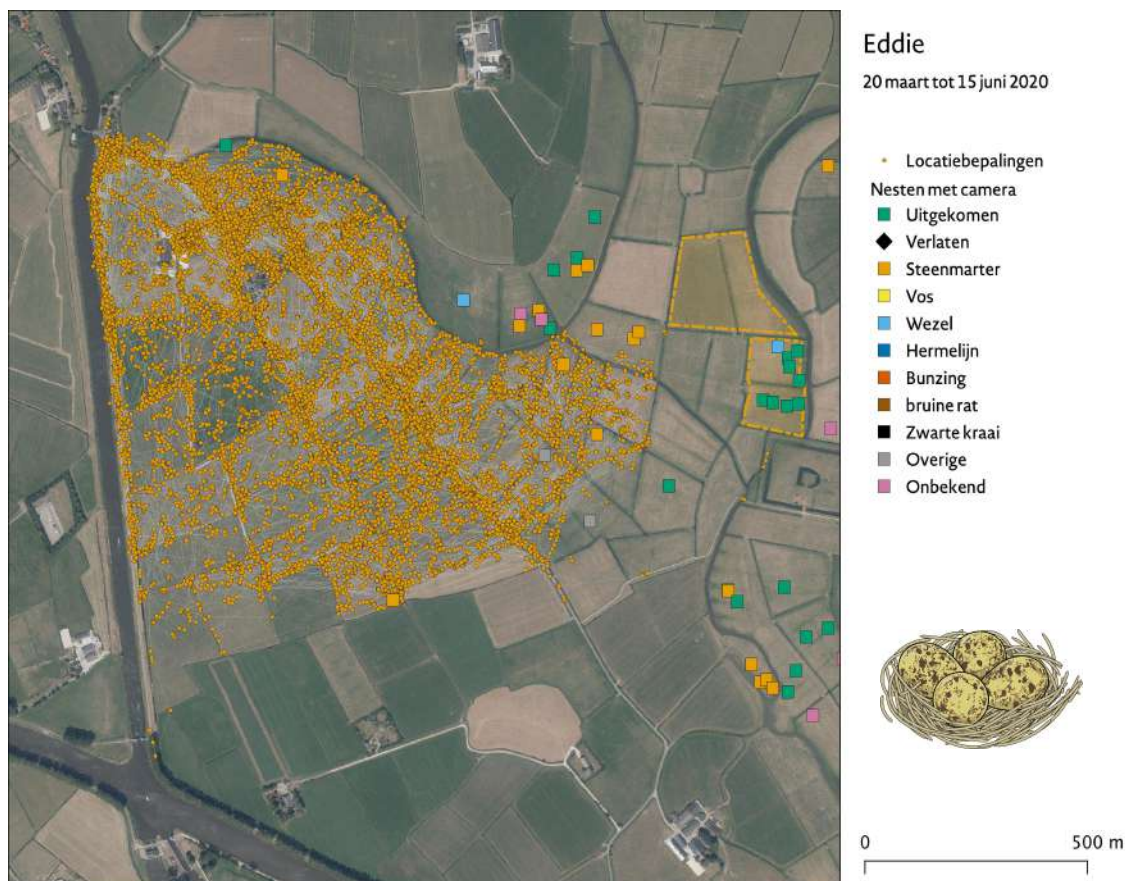 Eddie
20 maart tot 15 juni 2020
Locatiebepalingen
Nesten met camera
Uitgekomen
Verlaten
Steenmarter
Vos
Wezel
Hermelijn
Bunzing
bruine rat
Zwarte kraai
Overige
Onbekend
0 500 m